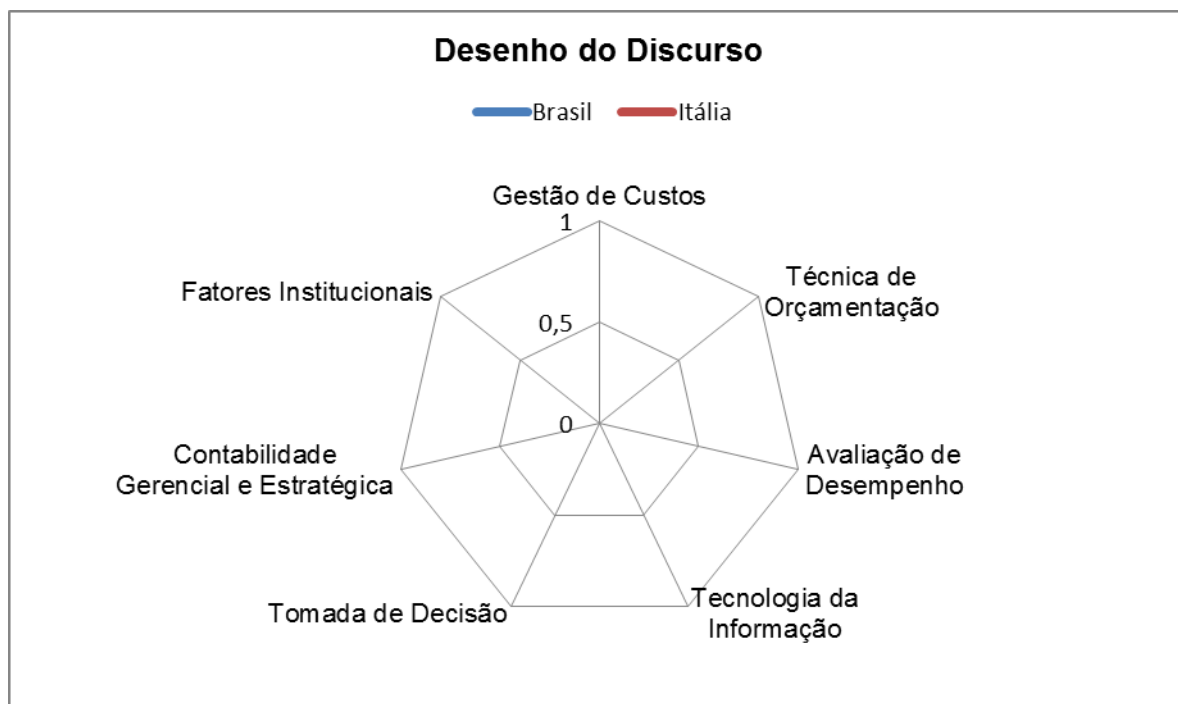 Desenho do Discurso
Brasil Itália
Gestão de Custos
1
Fatores Institucionais
Técnica de
Orçamentação
0,5
0
Contabilidade
Gerencial e Estratégica
Avaliação de
Desempenho
Tomada de Decisão
Tecnologia da
Informação